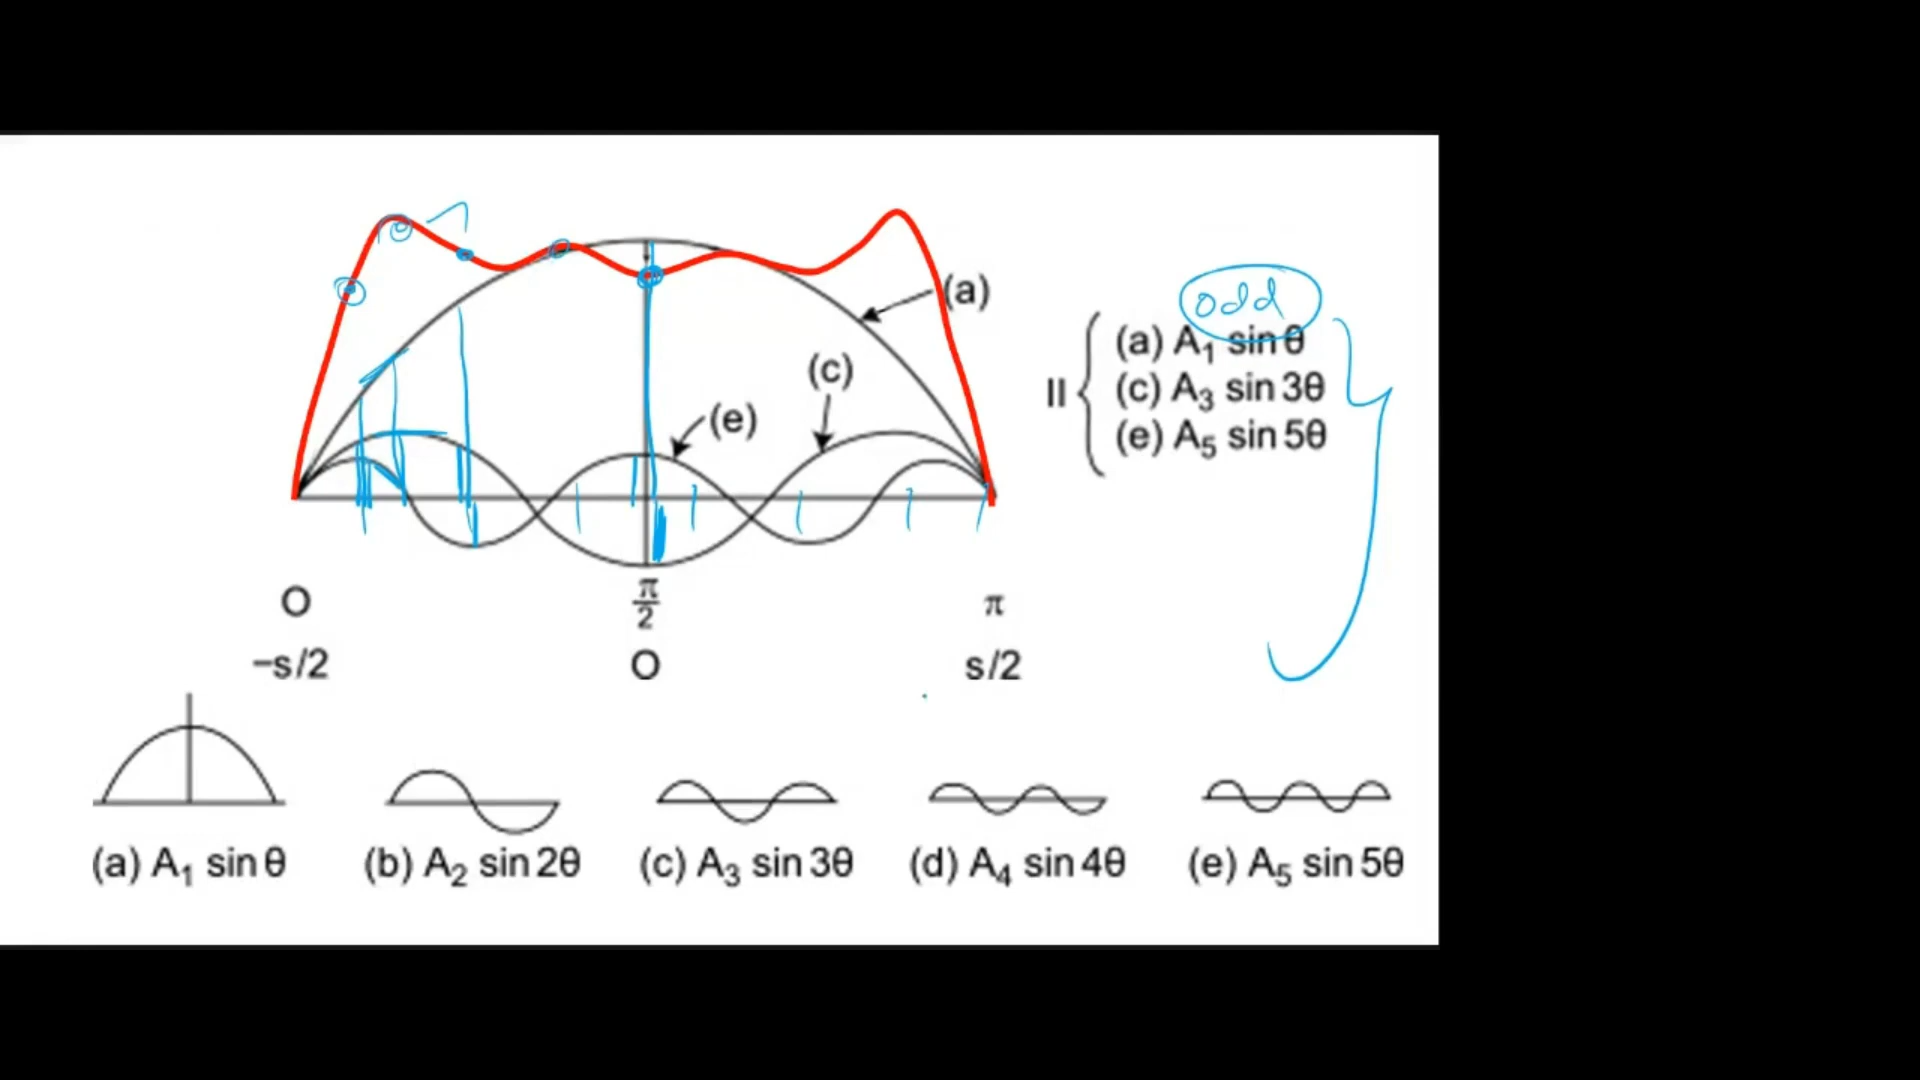 odd
(a)
(a) A₁ sin θ
(c)
II
(c) A₃ sin 3θ
(e)
(e) A₅ sin 5θ
O π/2 π
–s/2 O s/2
(a) A₁ sin θ (b) A₂ sin 2θ (c) A₃ sin 3θ (d) A₄ sin 4θ (e) A₅ sin 5θ